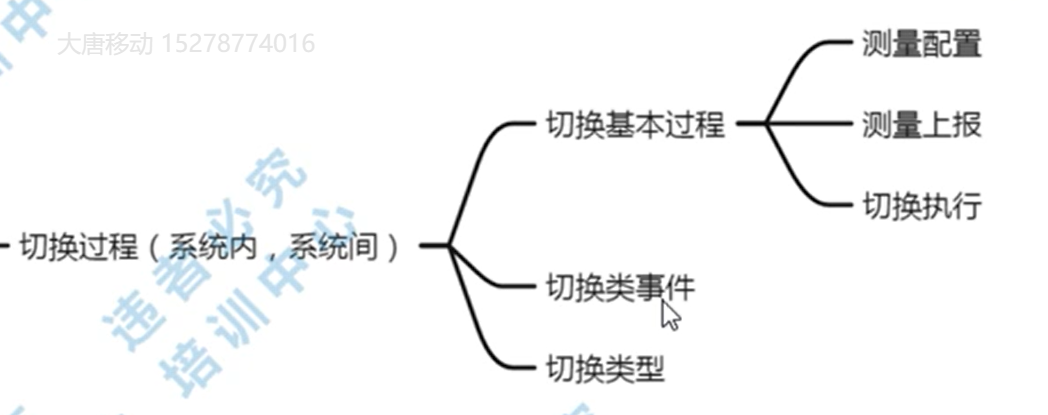 大唐移动 15278774016
测量配置
切换基本过程
测量上报
切换执行
切换过程（系统内，系统间）
切换类事件
切换类型
违者必究
培训中心
训中